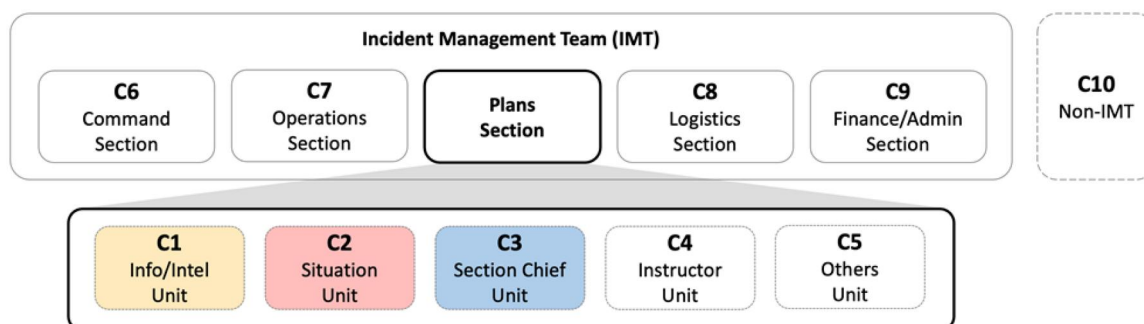 Incident Management Team (IMT)
C6
Command
Section
C7
Operations
Section
Plans
Section
C8
Logistics
Section
C9
Finance/Admin
Section
C10
Non-IMT
C1
Info/Intel
Unit
C2
Situation
Unit
C3
Section Chief
Unit
C4
Instructor
Unit
C5
Others
Unit